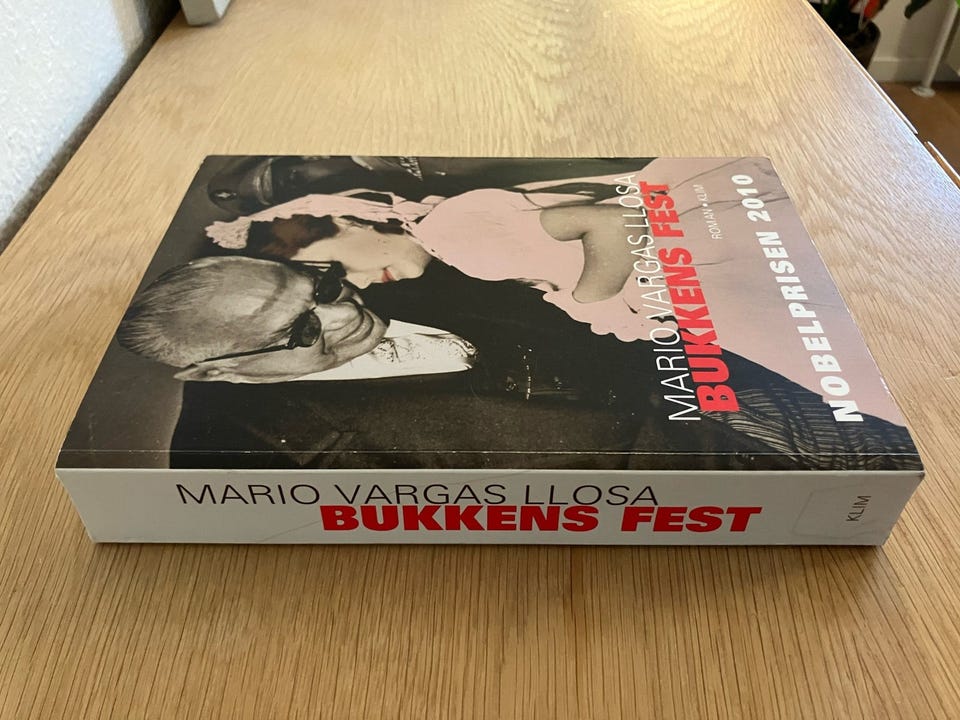 MARIO VARGAS LLOSA
BUKKENS FEST
ROMAN • KLIM
NOBELPRISEN 2010
MARIO VARGAS LLOSA
BUKKENS FEST
KLIM